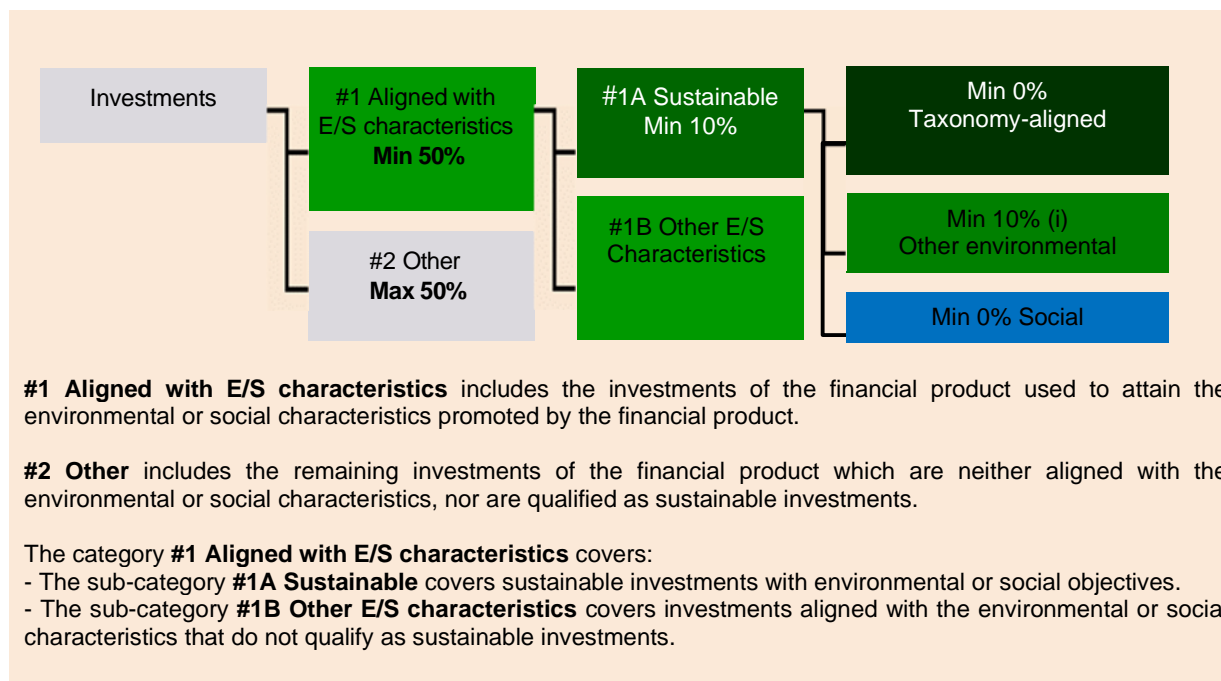 Investments
#1 Aligned with
E/S characteristics
Min 50%
#2 Other
Max 50%
#1A Sustainable
Min 10%
#1B Other E/S
Characteristics
Min 0%
Taxonomy-aligned
Min 10% (i)
Other environmental
Min 0% Social
#1 Aligned with E/S characteristics includes the investments of the financial product used to attain the
environmental or social characteristics promoted by the financial product.
#2 Other includes the remaining investments of the financial product which are neither aligned with the
environmental or social characteristics, nor are qualified as sustainable investments.
The category #1 Aligned with E/S characteristics covers:
- The sub-category #1A Sustainable covers sustainable investments with environmental or social objectives.
- The sub-category #1B Other E/S characteristics covers investments aligned with the environmental or social
characteristics that do not qualify as sustainable investments.